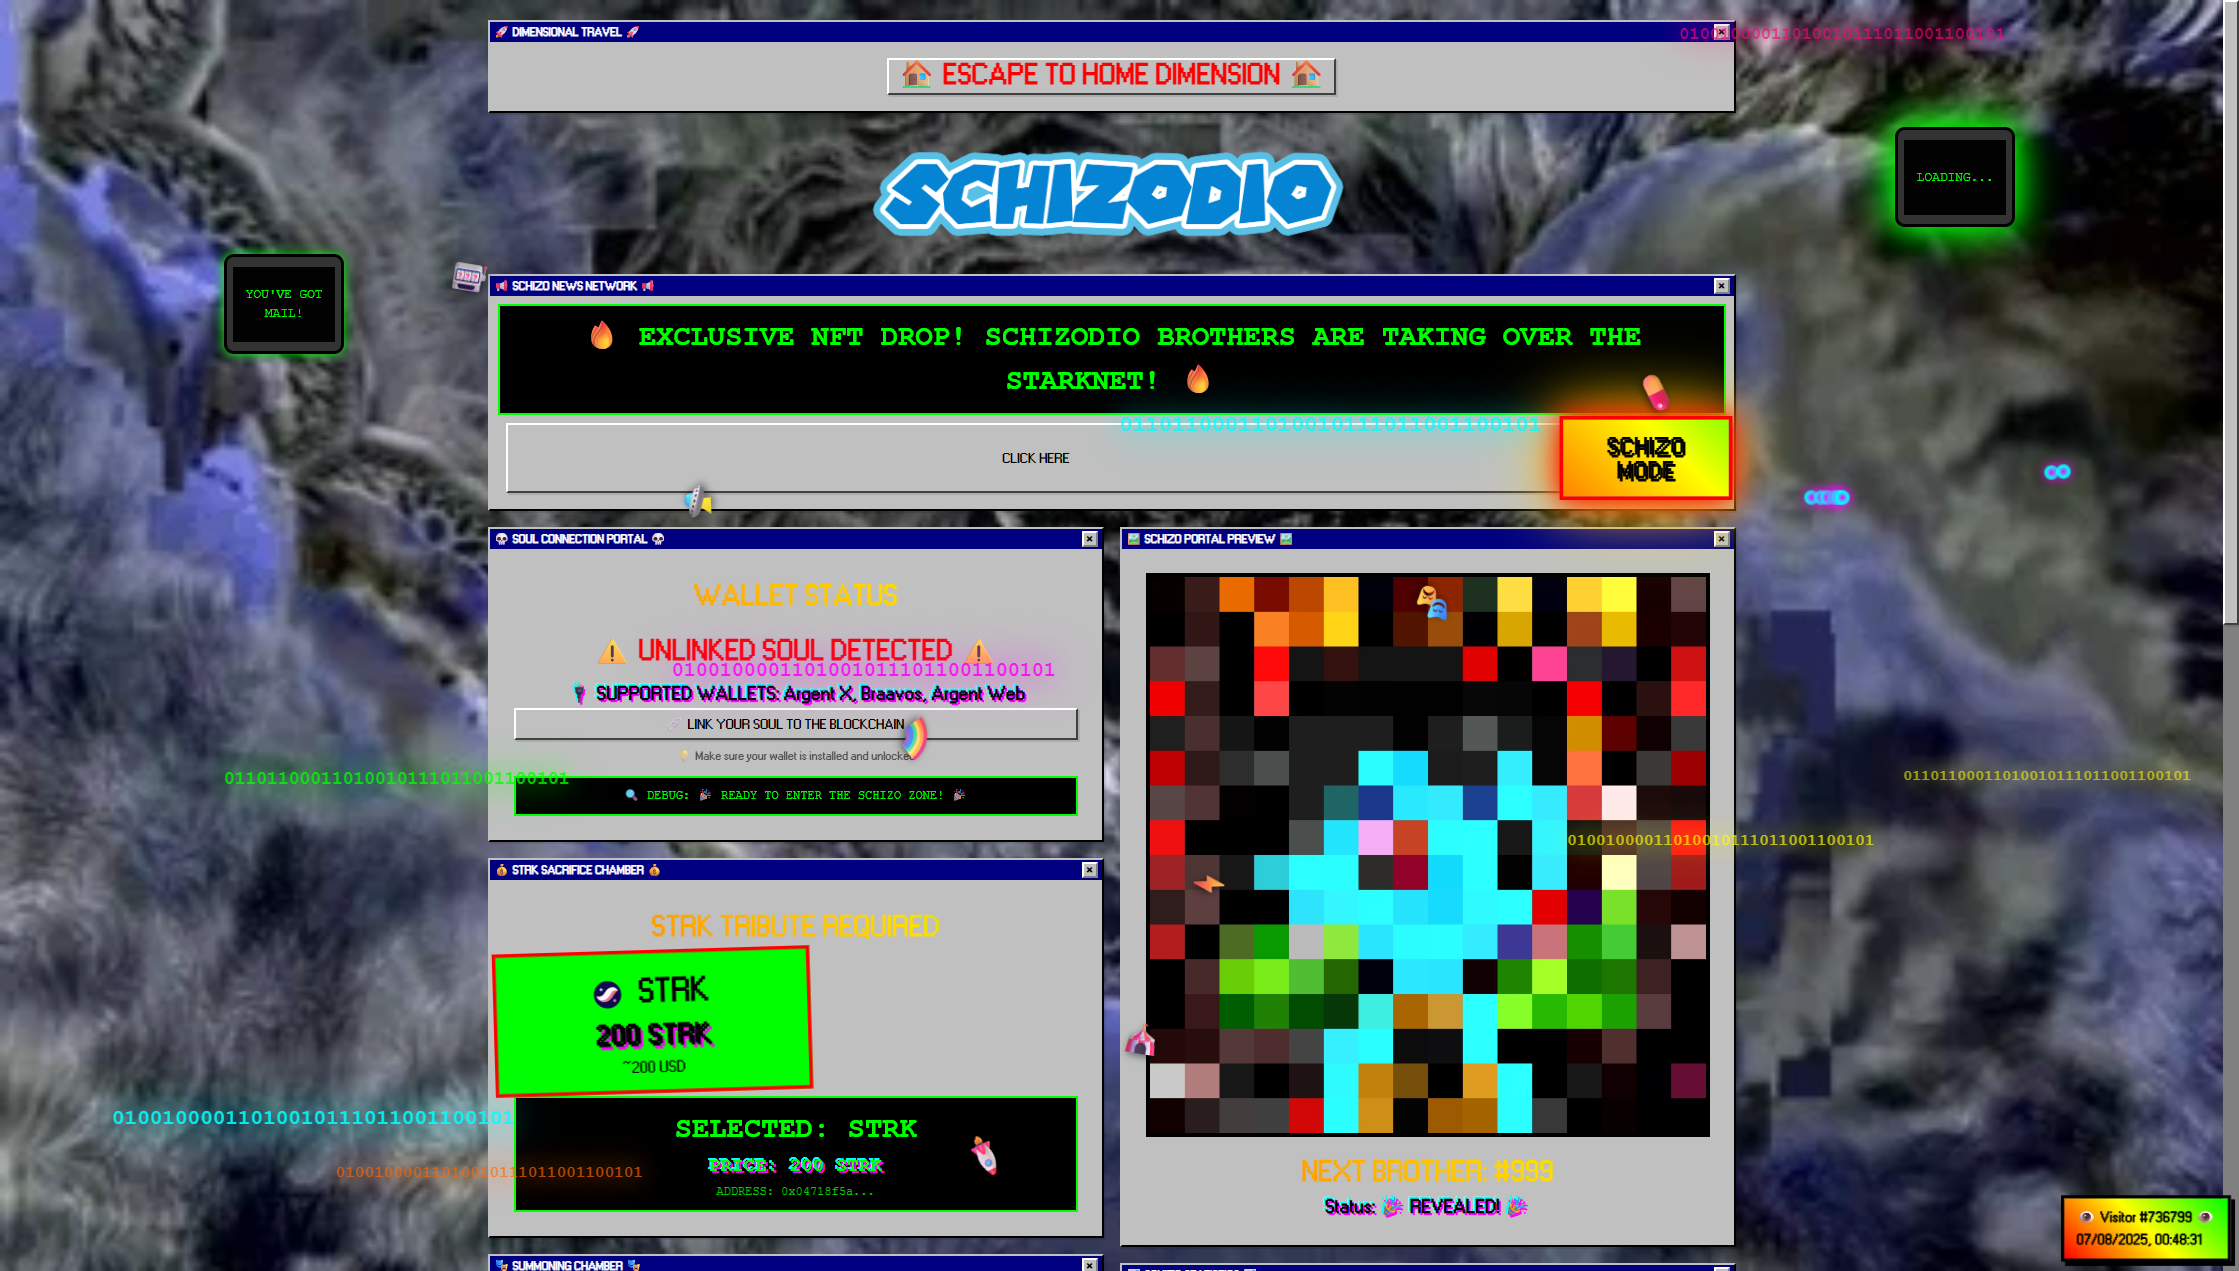 DIMENSIONAL TRAVEL
ESCAPE TO HOME DIMENSION
SCHIZODIO
LOADING...
YOU'VE GOT
MAIL!
SCHIZO NEWS NETWORK
EXCLUSIVE NFT DROP! SCHIZODIO BROTHERS ARE TAKING OVER THE
STARKNET!
01101100011010010111011001100101
CLICK HERE
SCHIZO
MODE
SOUL CONNECTION PORTAL
WALLET STATUS
UNLINKED SOUL DETECTED
01001000011010010111011001100101
SUPPORTED WALLETS: Argent X, Braavos, Argent Web
LINK YOUR SOUL TO THE BLOCKCHAIN
Make sure your wallet is installed and unlocked
01101100011010010111011001100101
DEBUG: READY TO ENTER THE SCHIZO ZONE!
STRK SACRIFICE CHAMBER
STRK TRIBUTE REQUIRED
STRK
200 STRK
~200 USD
01001000011010010111011001100101
SELECTED: STRK
PRICE: 200 STRK
01001000011010010111011001100101
ADDRESS: 0x04718f5a...
SUMMONING CHAMBER
SCHIZO PORTAL PREVIEW
01101100011010010111011001100101
01001000011010010111011001100101
NEXT BROTHER: #999
Status: REVEALED!
Visitor #736799
07/08/2025, 00:48:31